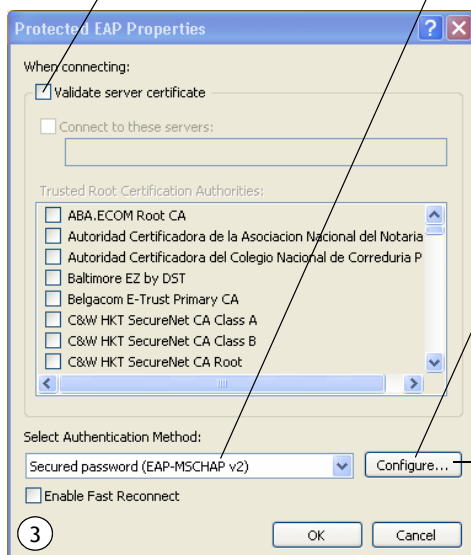 Protected EAP Properties
When connecting:
Validate server certificate
Connect to these servers:
Trusted Root Certification Authorities:
ABA.ECOM Root CA
Autoridad Certificadora de la Asociacion Nacional del Notaria
Autoridad Certificadora del Colegio Nacional de Correduria P
Baltimore EZ by DST
Belgacom E-Trust Primary CA
C&W HKT SecureNet CA Class A
C&W HKT SecureNet CA Class B
C&W HKT SecureNet CA Root
Select Authentication Method:
Secured password (EAP-MSCHAP v2)
Configure...
Enable Fast Reconnect
3
OK
Cancel